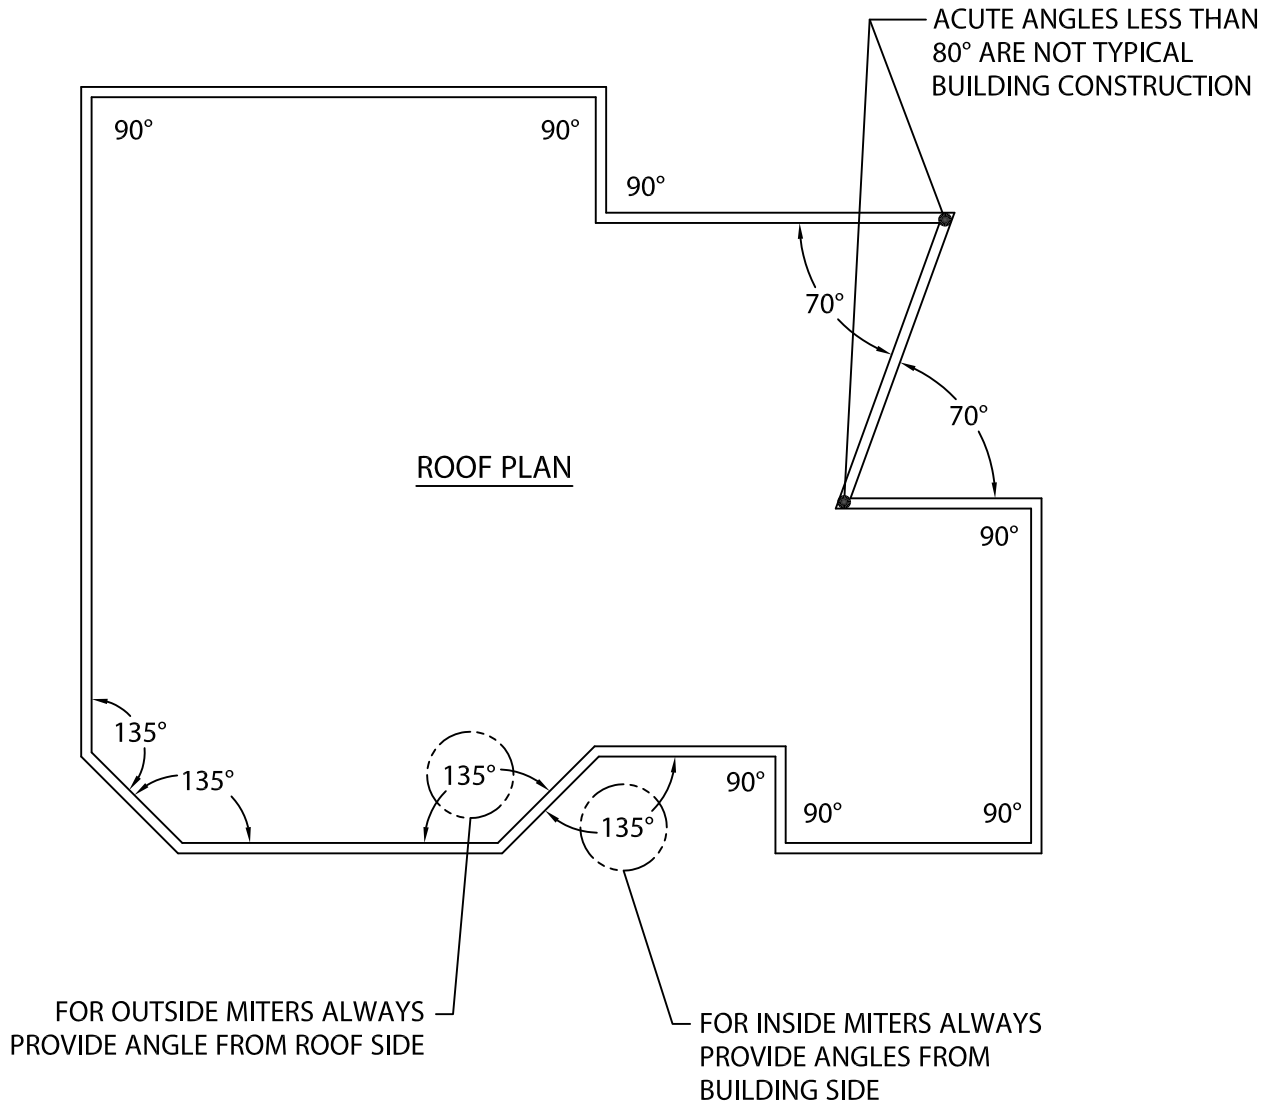 ACUTE ANGLES LESS THAN
80° ARE NOT TYPICAL
BUILDING CONSTRUCTION
90°
90°
90°
70°
70°
ROOF PLAN
90°
135°
135°
135°
135°
90°
90°
90°
FOR OUTSIDE MITERS ALWAYS
PROVIDE ANGLE FROM ROOF SIDE
FOR INSIDE MITERS ALWAYS
PROVIDE ANGLES FROM
BUILDING SIDE